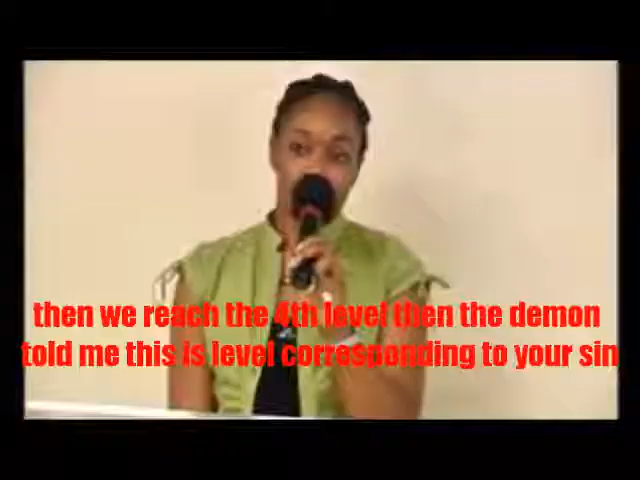 then we reach the 4th level then the demon
told me this is level corresponding to your sin